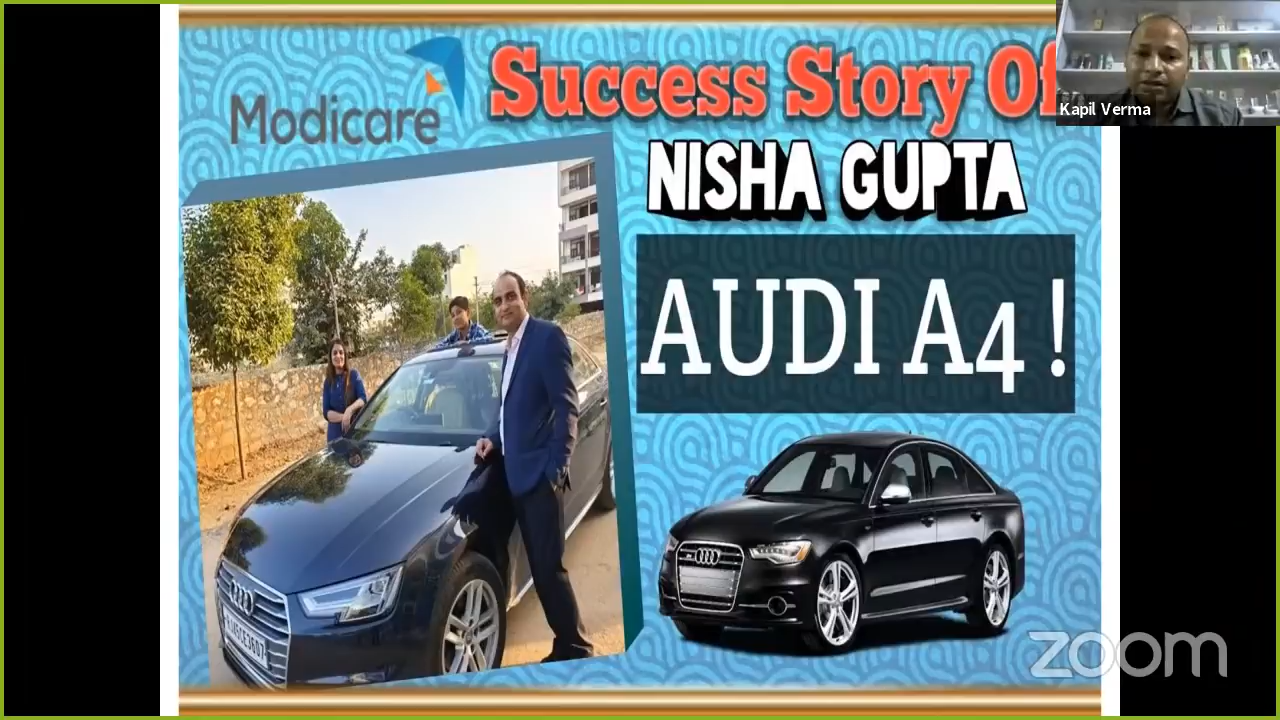 Modicare
Success Story Of
NISHA GUPTA
AUDI A4 !
Kapil Verma
zoom